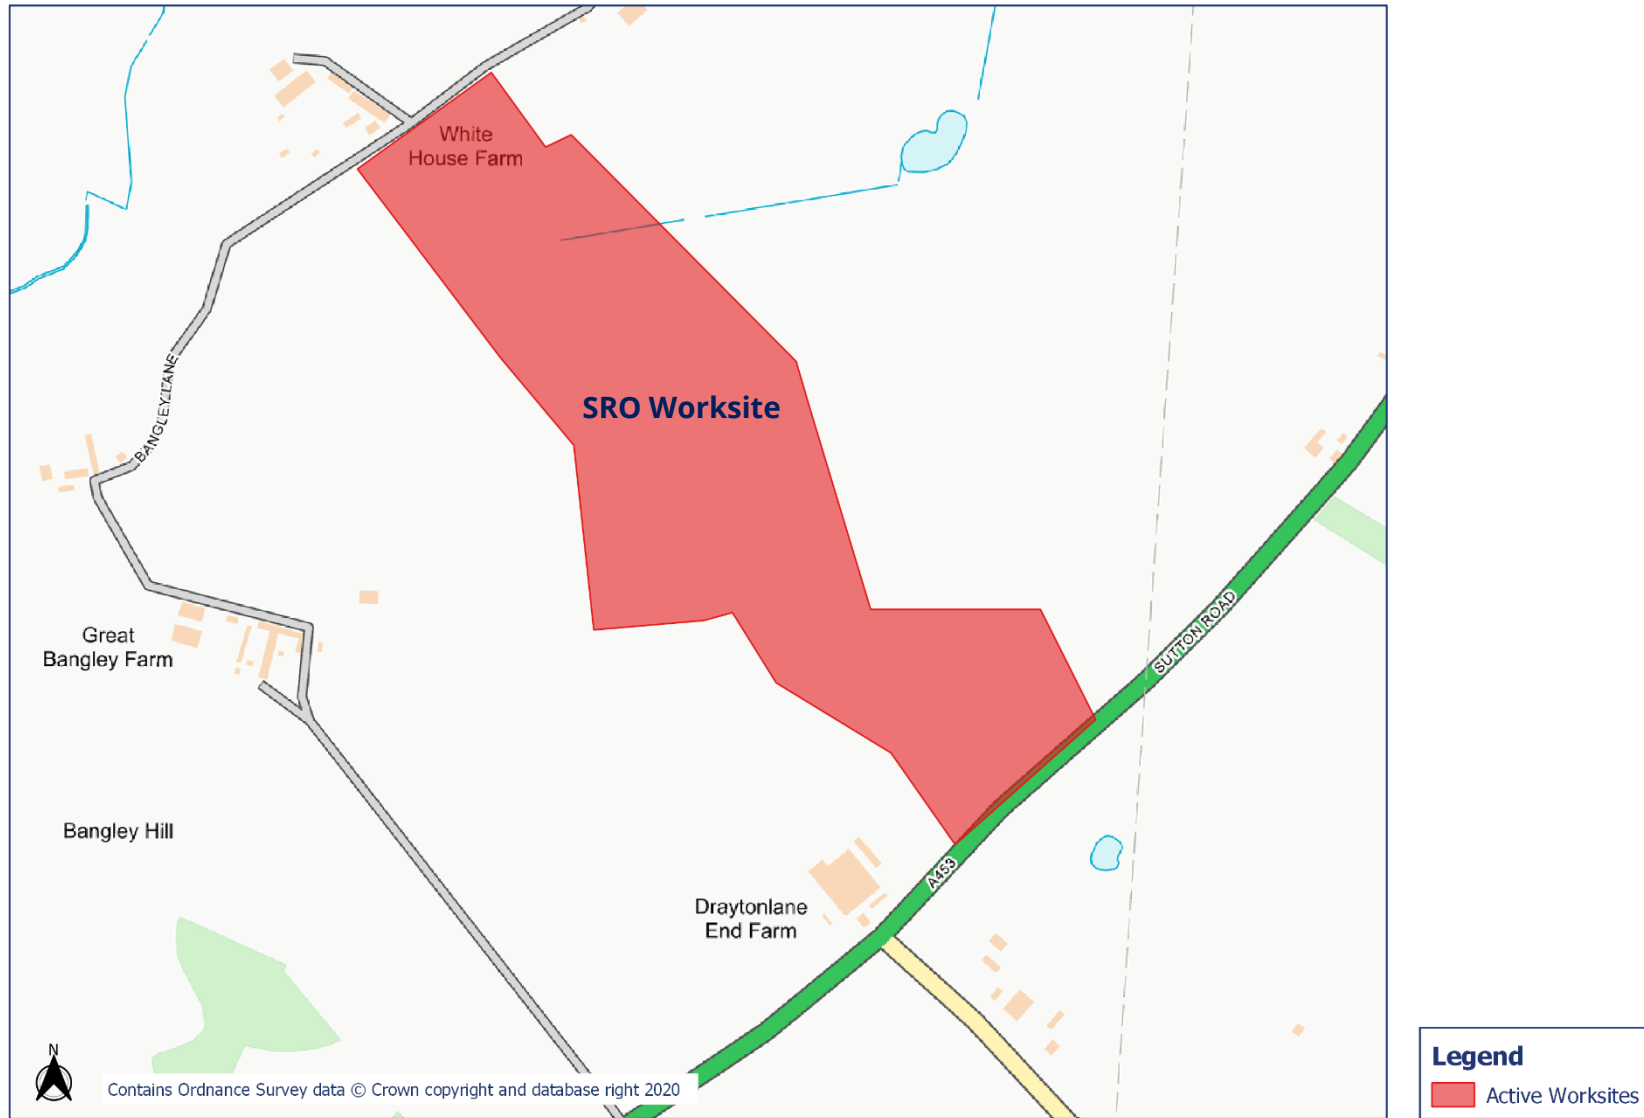 White
House Farm
SRO Worksite
BANGLEY LANE
SUTTON ROAD
Great
Bangley Farm
Bangley Hill
A453
Draytonlane
End Farm
N
Contains Ordnance Survey data © Crown copyright and database right 2020
Legend
Active Worksites